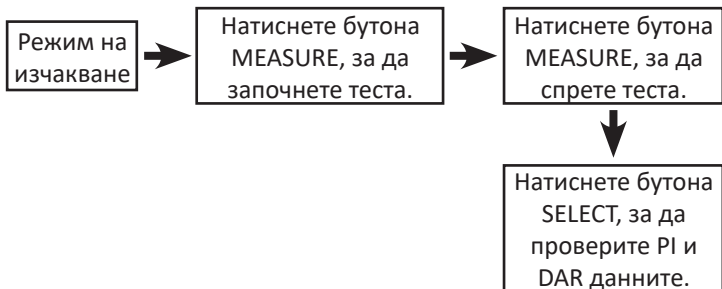 Режим на
изчакване
Натиснете бутона
MEASURE, за да
започнете теста.
Натиснете бутона
MEASURE, за да
спрете теста.
Натиснете бутона
SELECT, за да
проверите PI и
DAR данните.